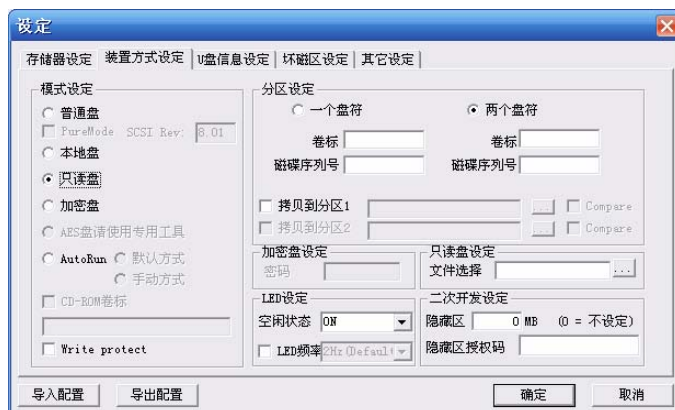 设定
存储器设定 装置方式设定 U盘信息设定 坏磁区设定 其它设定
模式设定
普通盘
PureMode SCSI Rev: 8.01
本地盘
只读盘
加密盘
AES盘请使用专用工具
AutoRun 默认方式
手动方式
CD-ROM卷标
Write protect
分区设定
一个盘符 两个盘符
卷标 卷标
磁碟序列号 磁碟序列号
拷贝到分区1 ... Compare
拷贝到分区2 ... Compare
加密盘设定
密码
只读盘设定
文件选择 ...
LED设定
空闲状态 ON
LED频率 2Hz(Defaul
二次开发设定
隐藏区 0 MB (0 = 不设定)
隐藏区授权码
导入配置 导出配置 确定 取消